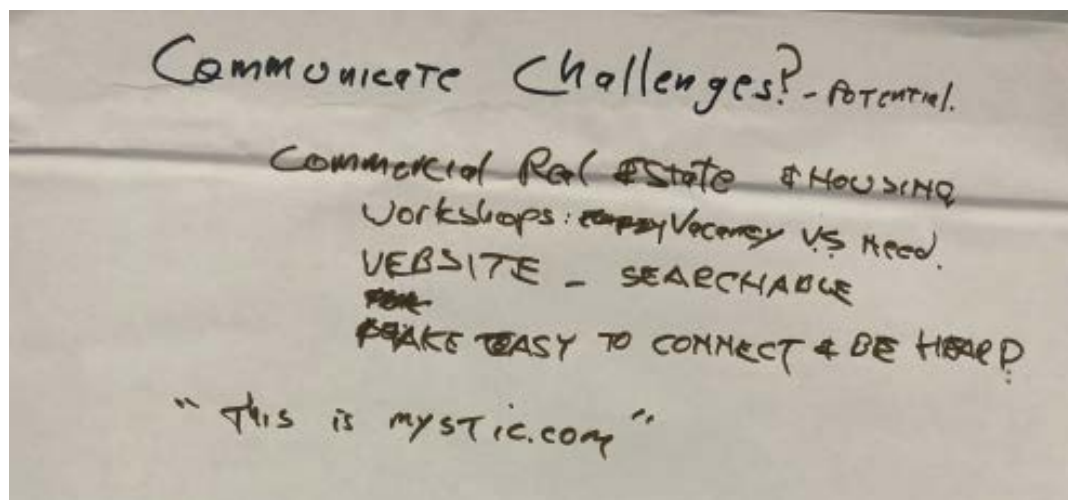 Communicate Challenges? - Potential.
Commercial Real Estate & HOUSING
Workshops: Vacancy VS Need.
WEBSITE - SEARCHABLE
MAKE EASY TO CONNECT & BE HEARD.
"This is mystic.com"